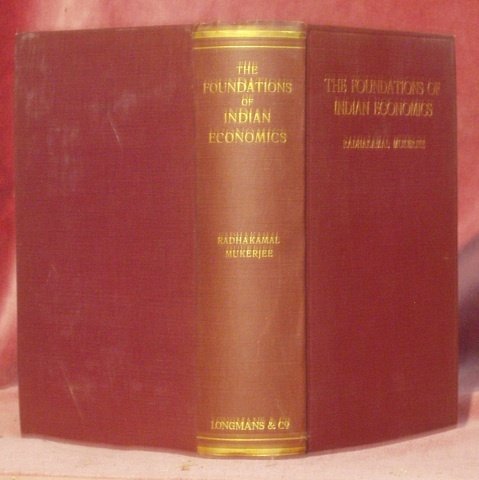 THE
FOUNDATIONS
OF
INDIAN
ECONOMICS
RADHAKAMAL
MUKERJEE
LONGMANS & CO
THE FOUNDATIONS OF
INDIAN ECONOMICS
RADHAKAMAL MUKERJEE